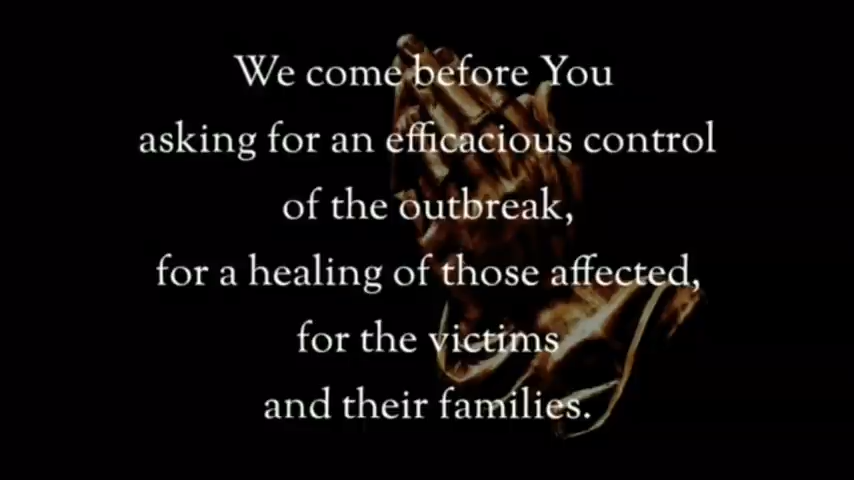 We come before You
asking for an efficacious control
of the outbreak,
for a healing of those affected,
for the victims
and their families.